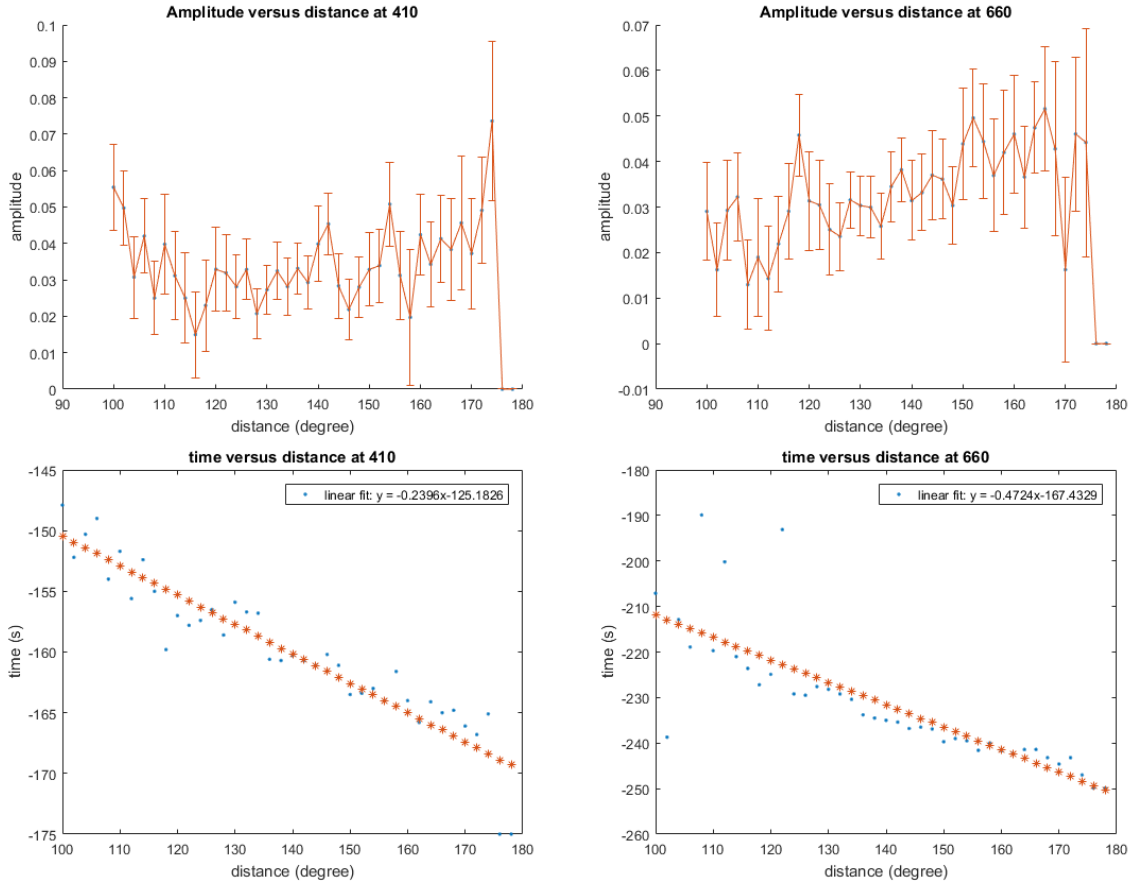 Amplitude versus distance at 410
0.1
0.09
0.08
0.07
0.06
0.05
0.04
0.03
0.02
0.01
0
amplitude
90 100 110 120 130 140 150 160 170 180
distance (degree)
Amplitude versus distance at 660
0.07
0.06
0.05
0.04
0.03
0.02
0.01
0
-0.01
amplitude
90 100 110 120 130 140 150 160 170 180
distance (degree)
time versus distance at 410
linear fit: y = -0.2396x-125.1826
-145
-150
-155
-160
-165
-170
-175
time (s)
100 110 120 130 140 150 160 170 180
distance (degree)
time versus distance at 660
linear fit: y = -0.4724x-167.4329
-180
-190
-200
-210
-220
-230
-240
-250
-260
time (s)
100 110 120 130 140 150 160 170 180
distance (degree)